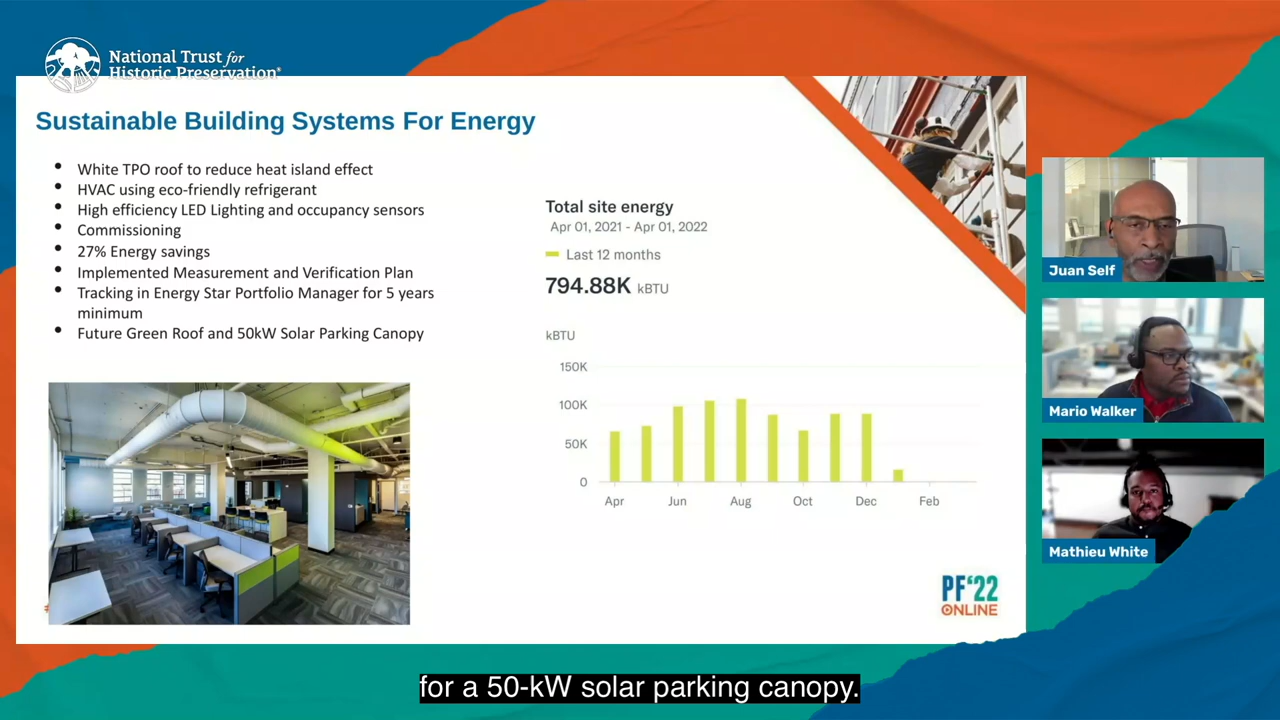 National Trust for
Historic Preservation®
Sustainable Building Systems For Energy
• White TPO roof to reduce heat island effect
• HVAC using eco-friendly refrigerant
• High efficiency LED Lighting and occupancy sensors
• Commissioning
• 27% Energy savings
• Implemented Measurement and Verification Plan
• Tracking in Energy Star Portfolio Manager for 5 years
minimum
• Future Green Roof and 50kW Solar Parking Canopy
Total site energy
Apr 01, 2021 - Apr 01, 2022
Last 12 months
794.88K kBTU
kBTU
150K
100K
50K
0
Apr Jun Aug Oct Dec Feb
PF'22
ONLINE
Juan Self
Mario Walker
Mathieu White
for a 50-kW solar parking canopy.